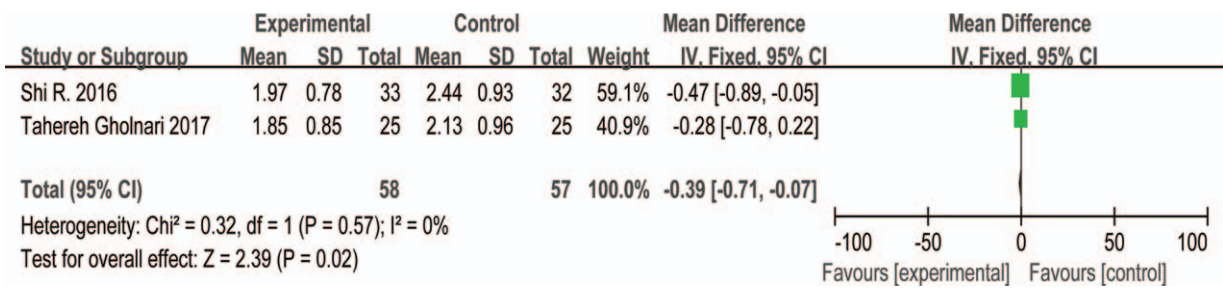 Experimental Control Mean Difference Mean Difference
Study or Subgroup Mean SD Total Mean SD Total Weight IV, Fixed, 95% CI IV, Fixed, 95% CI
Shi R. 2016 1.97 0.78 33 2.44 0.93 32 59.1% -0.47 [-0.89, -0.05]
Tahereh Gholnari 2017 1.85 0.85 25 2.13 0.96 25 40.9% -0.28 [-0.78, 0.22]
Total (95% CI) 58 57 100.0% -0.39 [-0.71, -0.07]
Heterogeneity: Chi² = 0.32, df = 1 (P = 0.57); I² = 0%
Test for overall effect: Z = 2.39 (P = 0.02)
-100 -50 0 50 100
Favours [experimental] Favours [control]